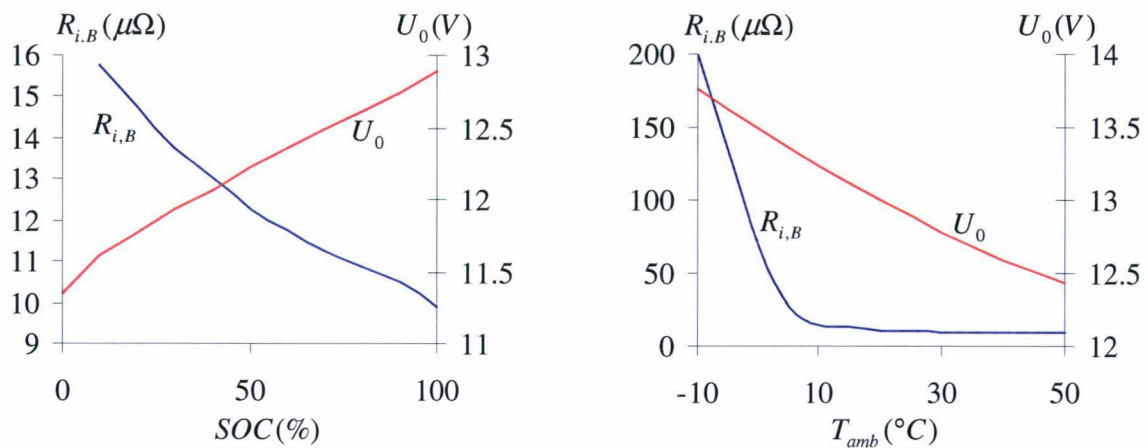 R_{i.B} (μΩ) U_0 (V)
16 13
15
14 12.5
R_{i,B} U_0
13
12 12
11
11.5
10
9 11
0 50 100
SOC (%)
R_{i.B} (μΩ) U_0 (V)
200 14
150 13.5
100 13
R_{i,B} U_0
50 12.5
0 12
-10 10 30 50
T_{amb} (°C)